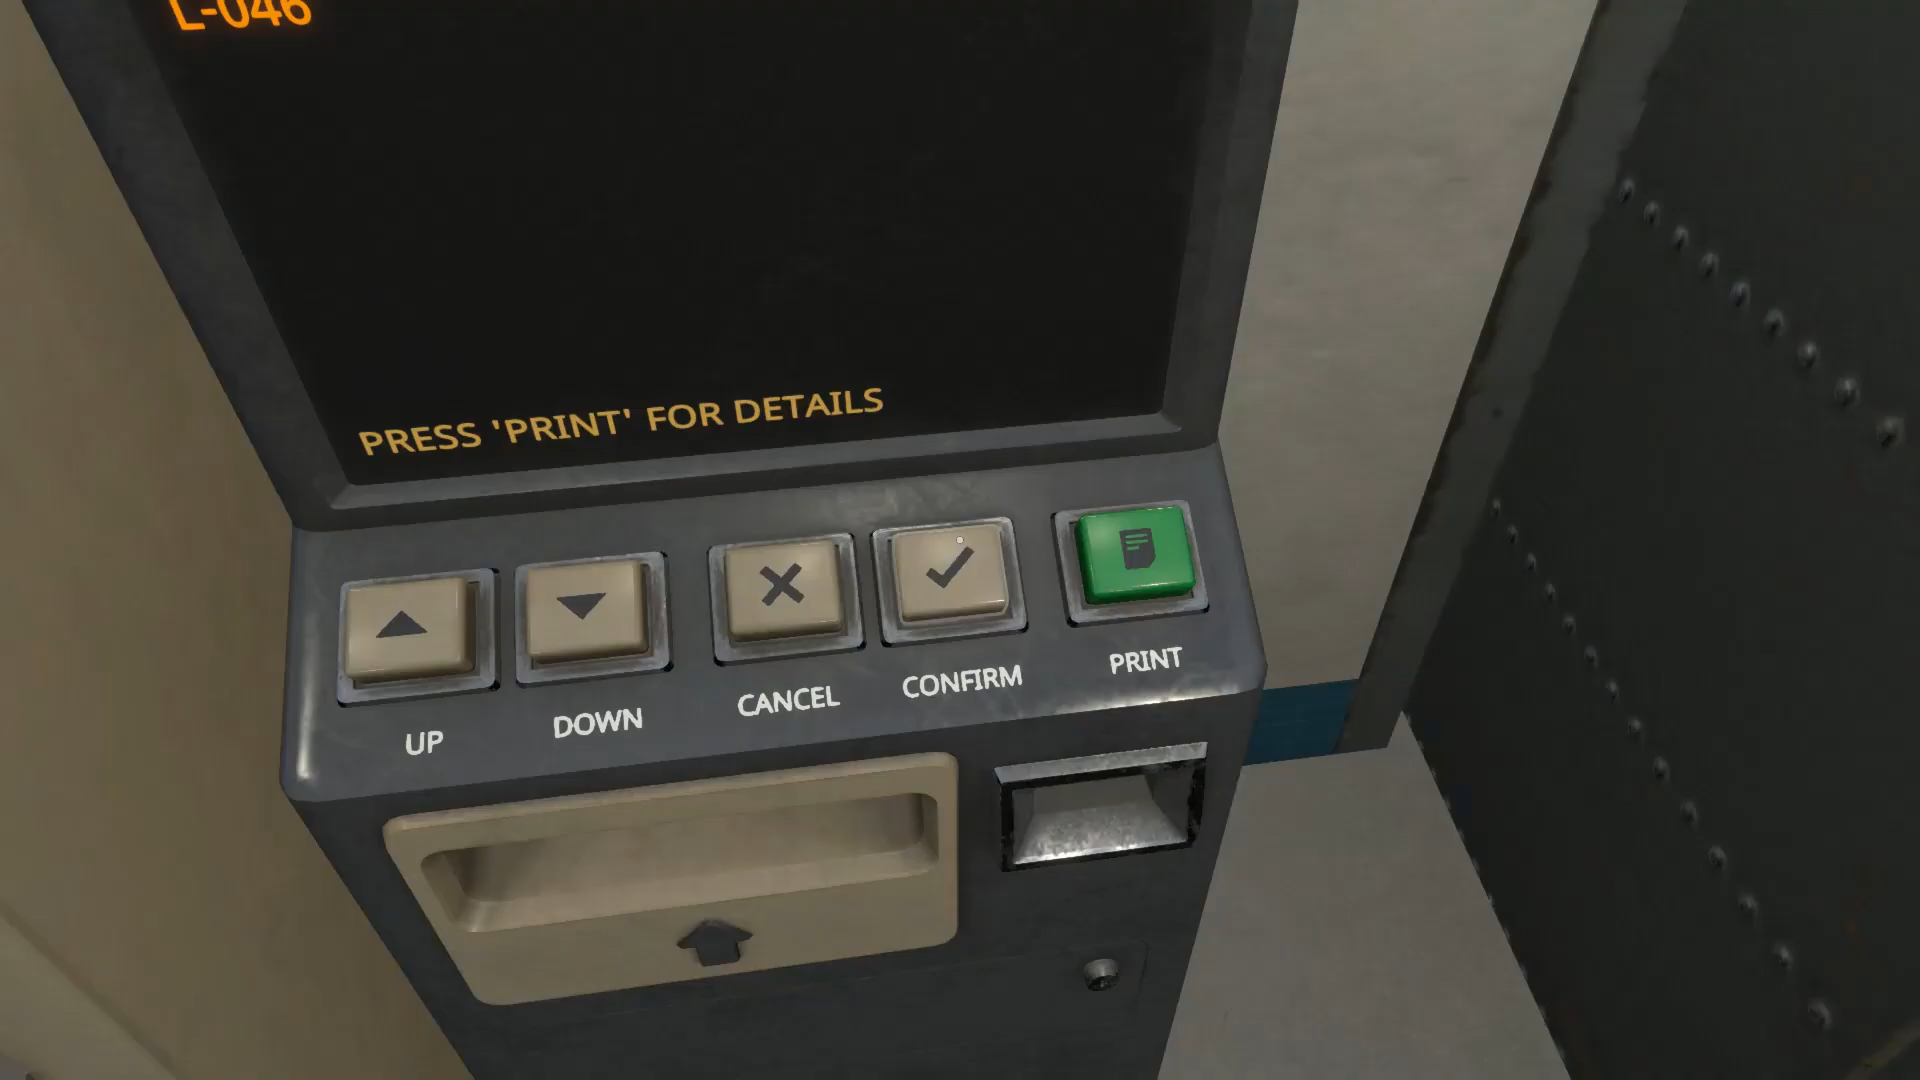 L-046
PRESS 'PRINT' FOR DETAILS
UP
DOWN
CANCEL
CONFIRM
PRINT